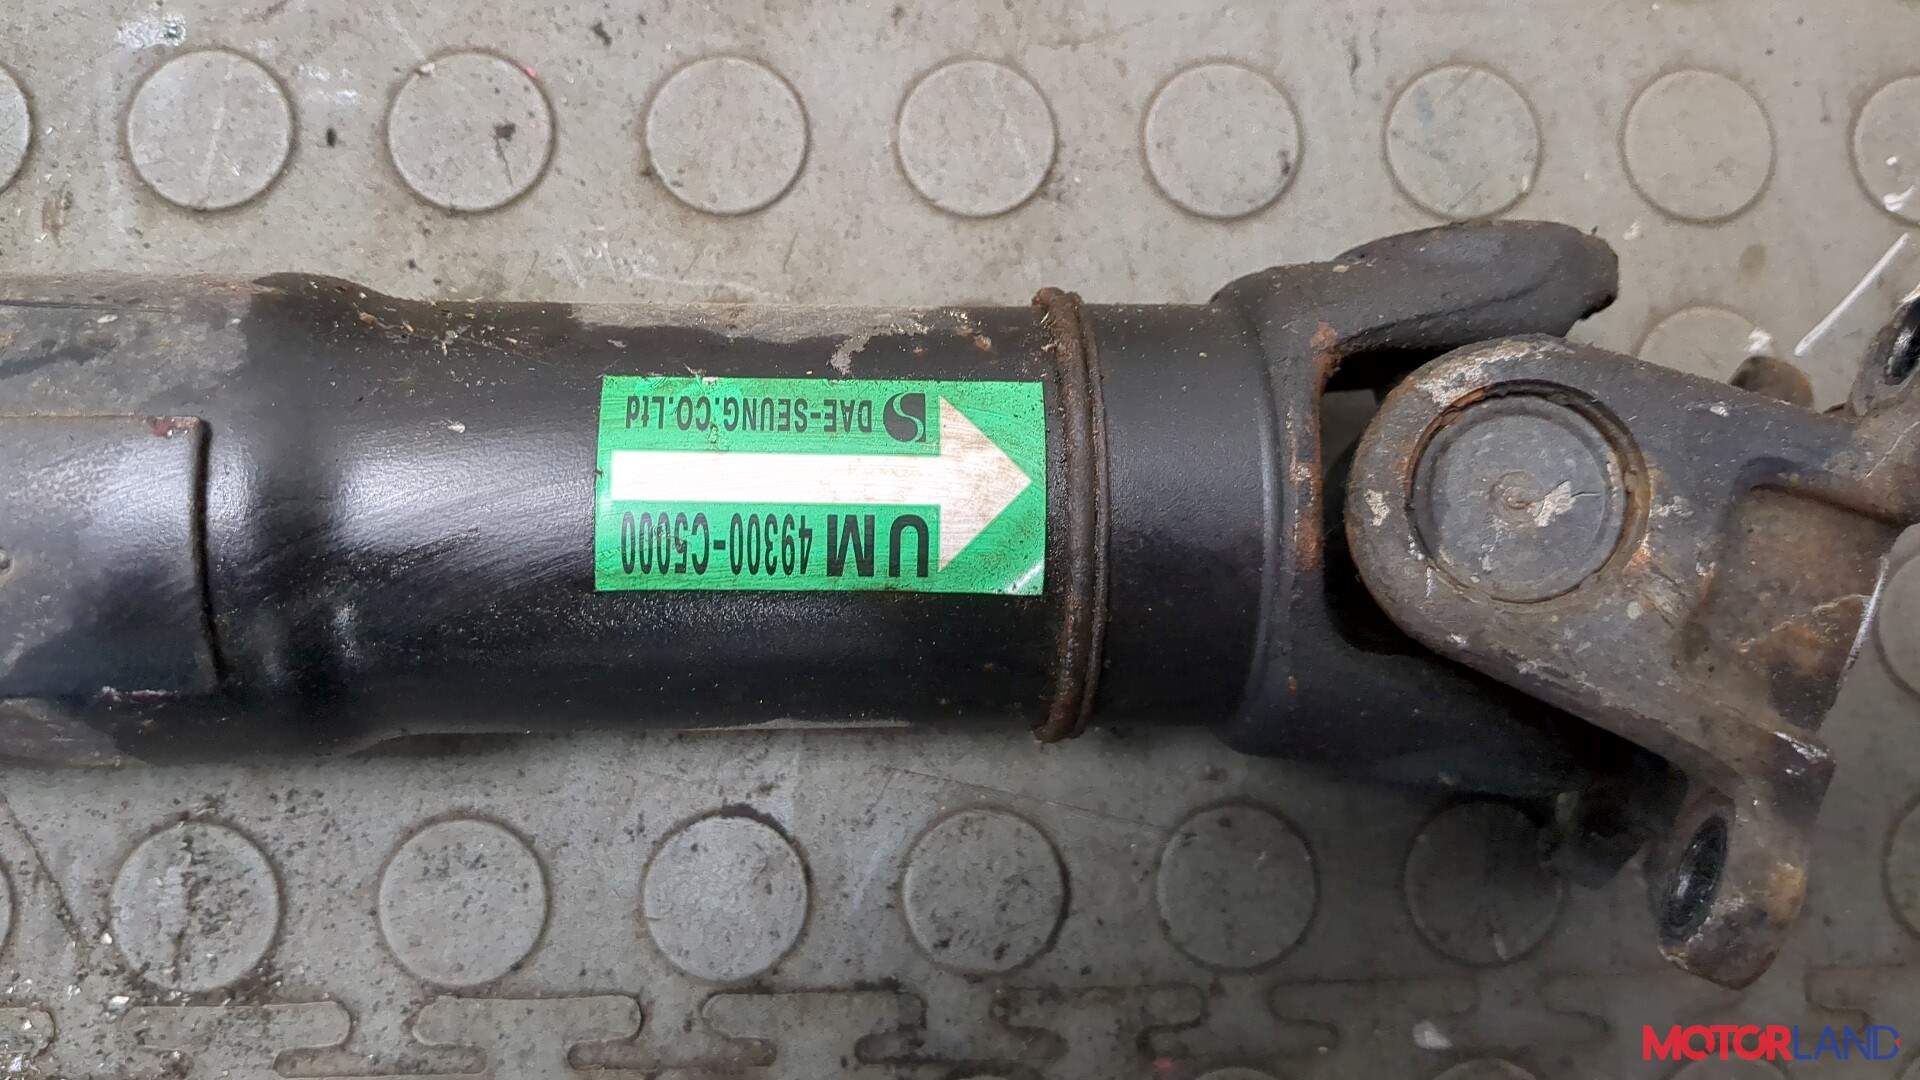 UM 49300-C5000
DAE-SEUNG.CO.Ltd
MOTORLAND